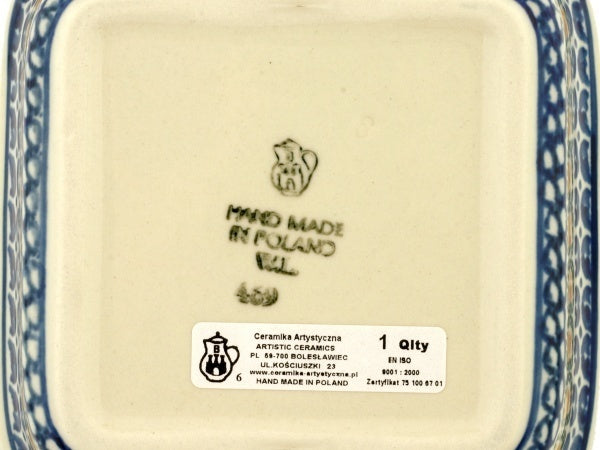 HAND MADE
IN POLAND
W.L.
469
B
6
Ceramika Artystyczna
ARTISTIC CERAMICS
PL 59-700 BOLESŁAWIEC
UL.KOŚCIUSZKI 23
www.ceramika-artystyczna.pl
HAND MADE IN POLAND
1 Qlty
EN ISO
9001 : 2000
Zertyfikat 75 100 67 01